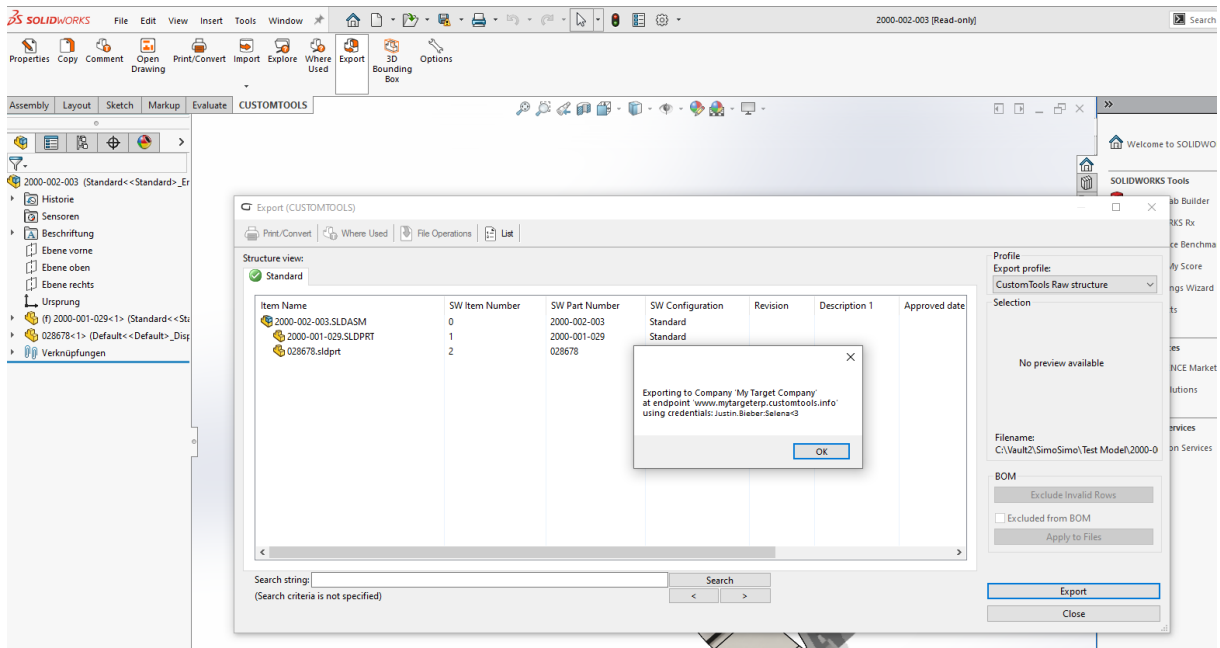 SOLIDWORKS File Edit View Insert Tools Window 2000-002-003 [Read-only] Search
Properties Copy Comment Open Drawing Print/Convert Import Explore Where Used Export 3D Bounding Box Options
Assembly Layout Sketch Markup Evaluate CUSTOMTOOLS
2000-002-003 (Standard<<Standard>_Er
Historie
Sensoren
Beschriftung
Ebene vorne
Ebene oben
Ebene rechts
Ursprung
(f) 2000-001-029<1> (Standard<<Sta
028678<1> (Default<<Default>_Disp
Verknüpfungen
Export (CUSTOMTOOLS)
Print/Convert Where Used File Operations List
Structure view:
Standard
Item Name SW Item Number SW Part Number SW Configuration Revision Description 1 Approved date
2000-002-003.SLDASM 0 2000-002-003 Standard
2000-001-029.SLDPRT 1 2000-001-029 Standard
028678.sldprt 2 028678
Exporting to Company 'My Target Company'
at endpoint 'www.mytargeterp.customtools.info'
using credentials: Justin.Bieber:Selena<3
OK
Search string: Search
(Search criteria is not specified) < >
Profile
Export profile:
CustomTools Raw structure
Selection
No preview available
Filename:
C:\Vault2\SimoSimo\Test Model\2000-0
BOM
Exclude Invalid Rows
Excluded from BOM
Apply to Files
Export
Close
Welcome to SOLIDWO
SOLIDWORKS Tools
ab Builder
RKS Rx
ce Benchma
My Score
ngs Wizard
ts
es
NCE Market
lutions
ervices
on Services